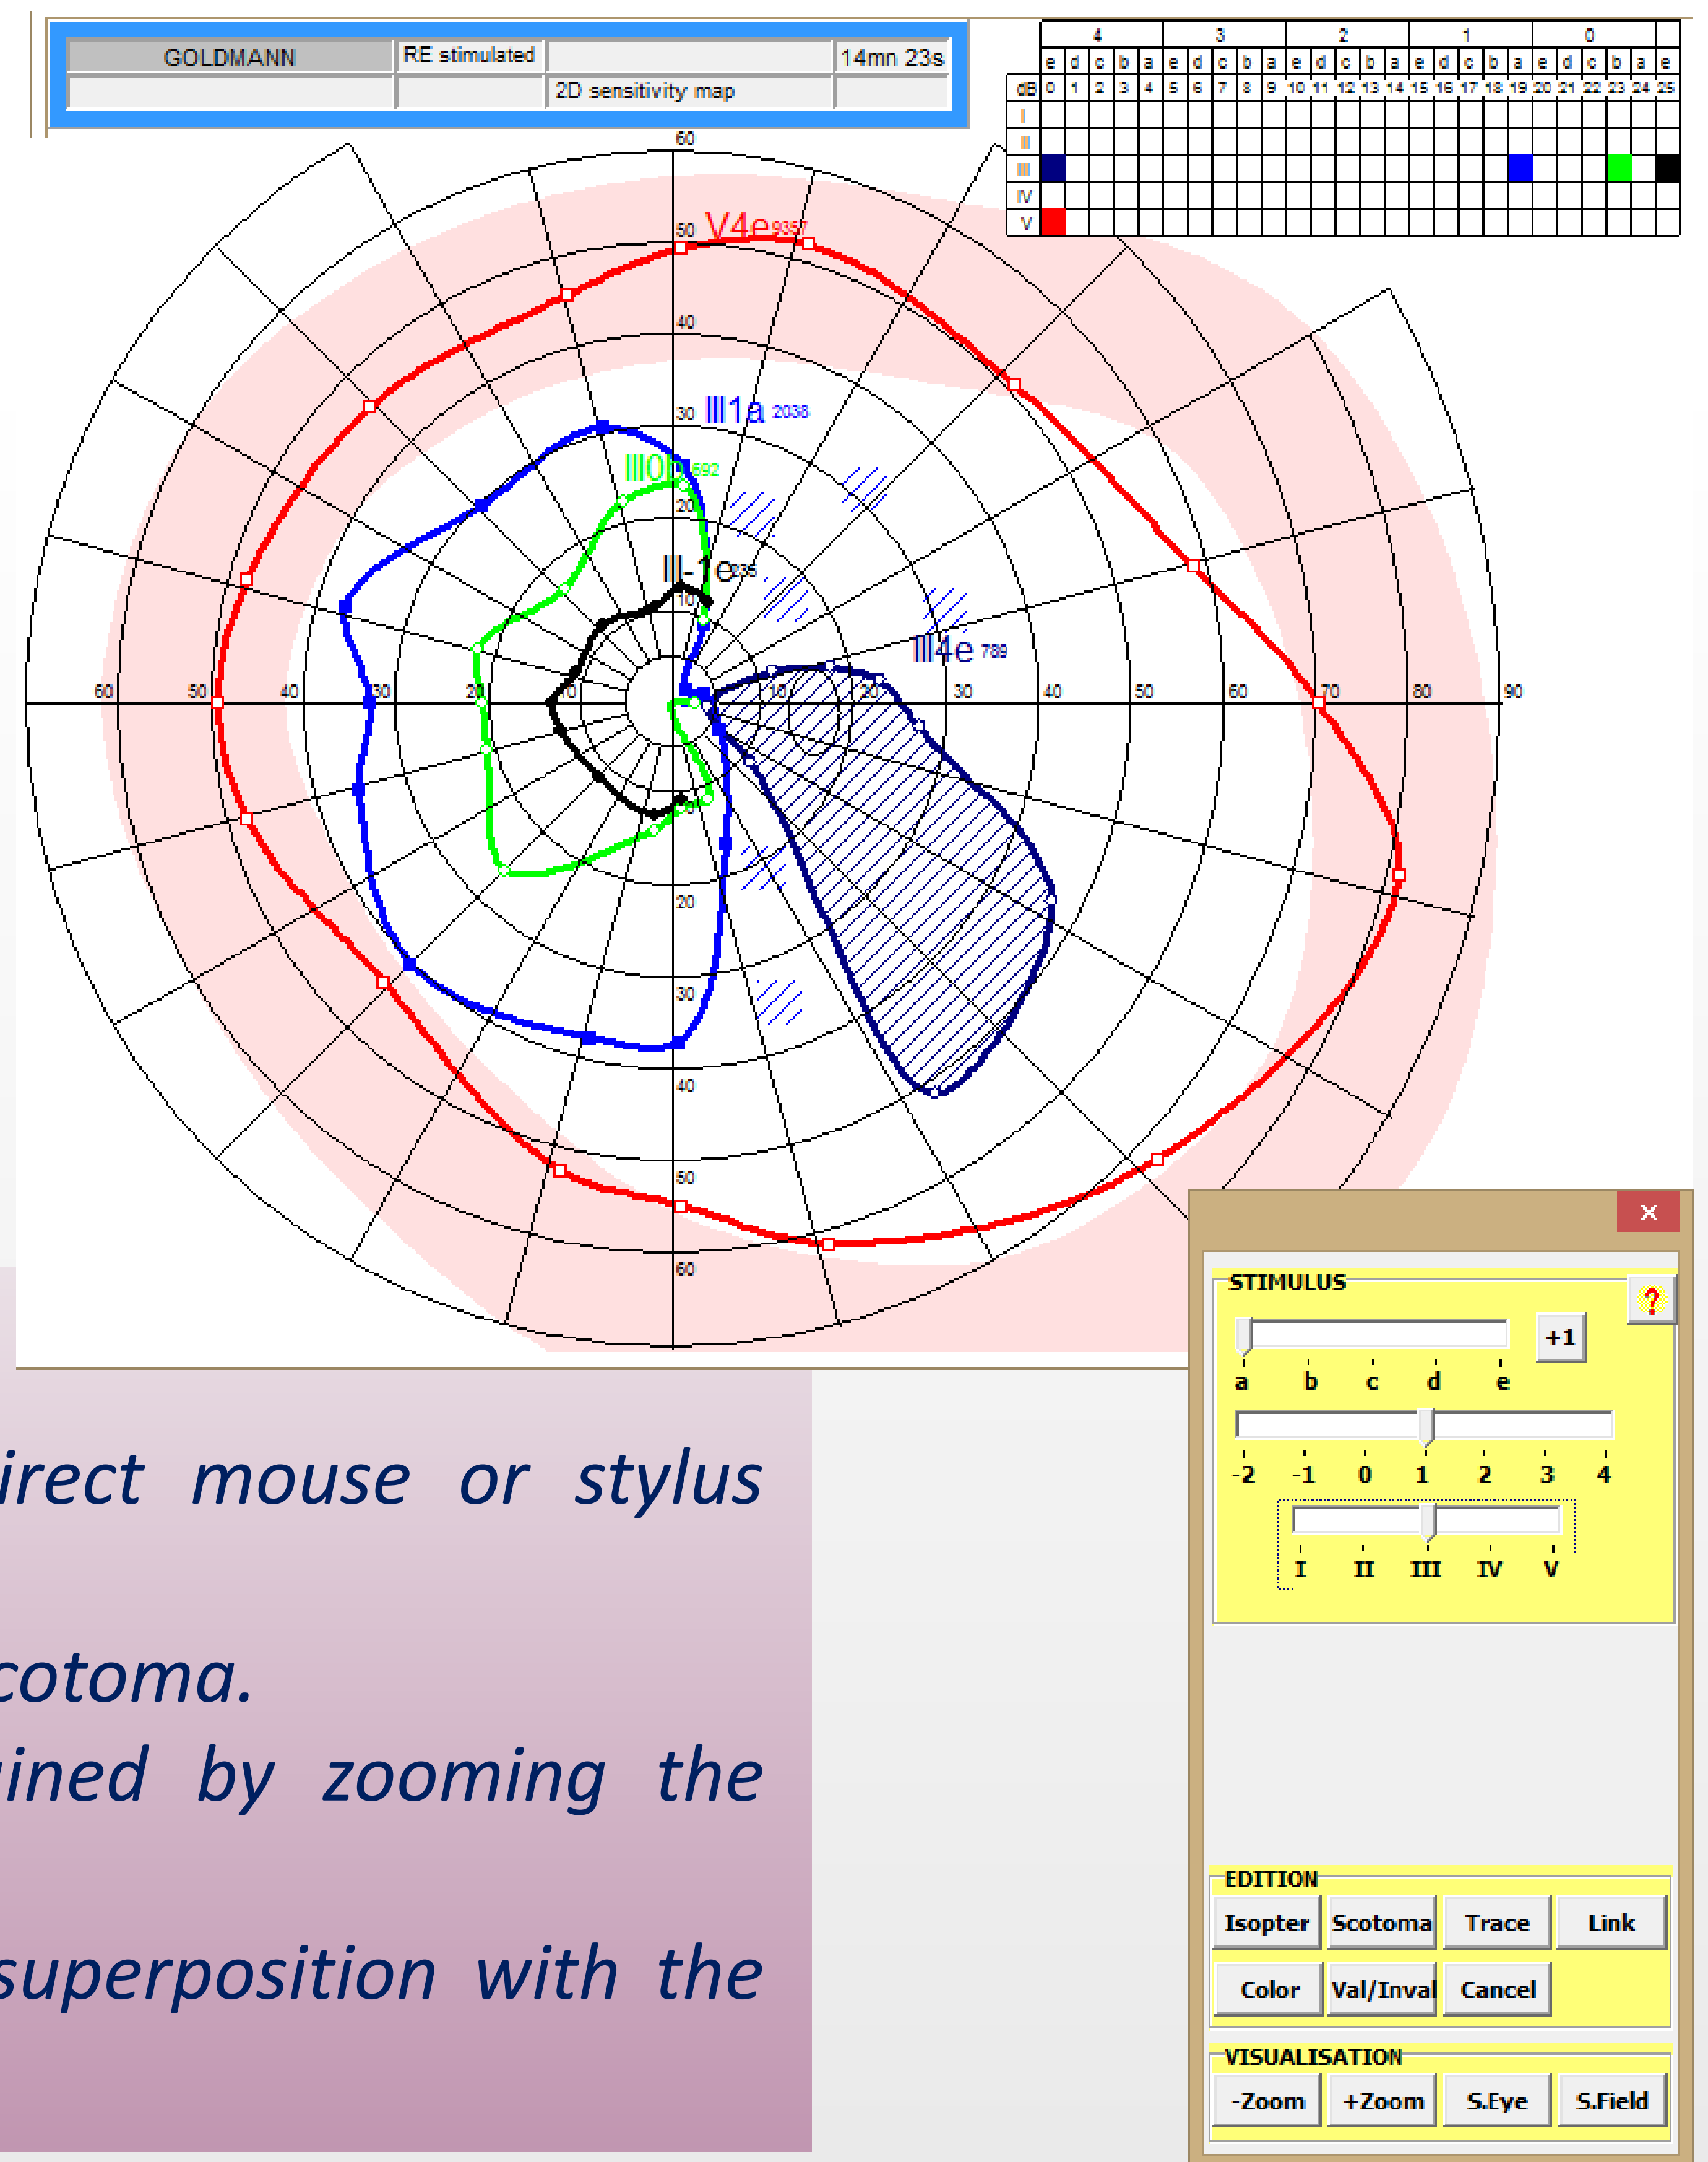 GOLDMANN RE stimulated 14mn 23s
2D sensitivity map
4 3 2 1 0
e d c b a e d c b a e d c b a e d c b a e d c b a e
dB 0 1 2 3 4 5 6 7 8 9 10 11 12 13 14 15 16 17 18 19 20 21 22 23 24 25
I
II
III
IV
V
60
50 V4e 9357
40
30 III1a 2038
III0b 692
20
III-1e 235
10
III4e 789
60 50 40 30 20 10 10 20 30 40 50 60 70 80 90
20
30
40
50
60
STIMULUS
?
+1
a b c d e
-2 -1 0 1 2 3 4
I II III IV V
irect mouse or stylus
cotoma.
ined by zooming the
superposition with the
EDITION
Isopter Scotoma Trace Link
Color Val/Inval Cancel
VISUALISATION
-Zoom +Zoom S.Eye S.Field